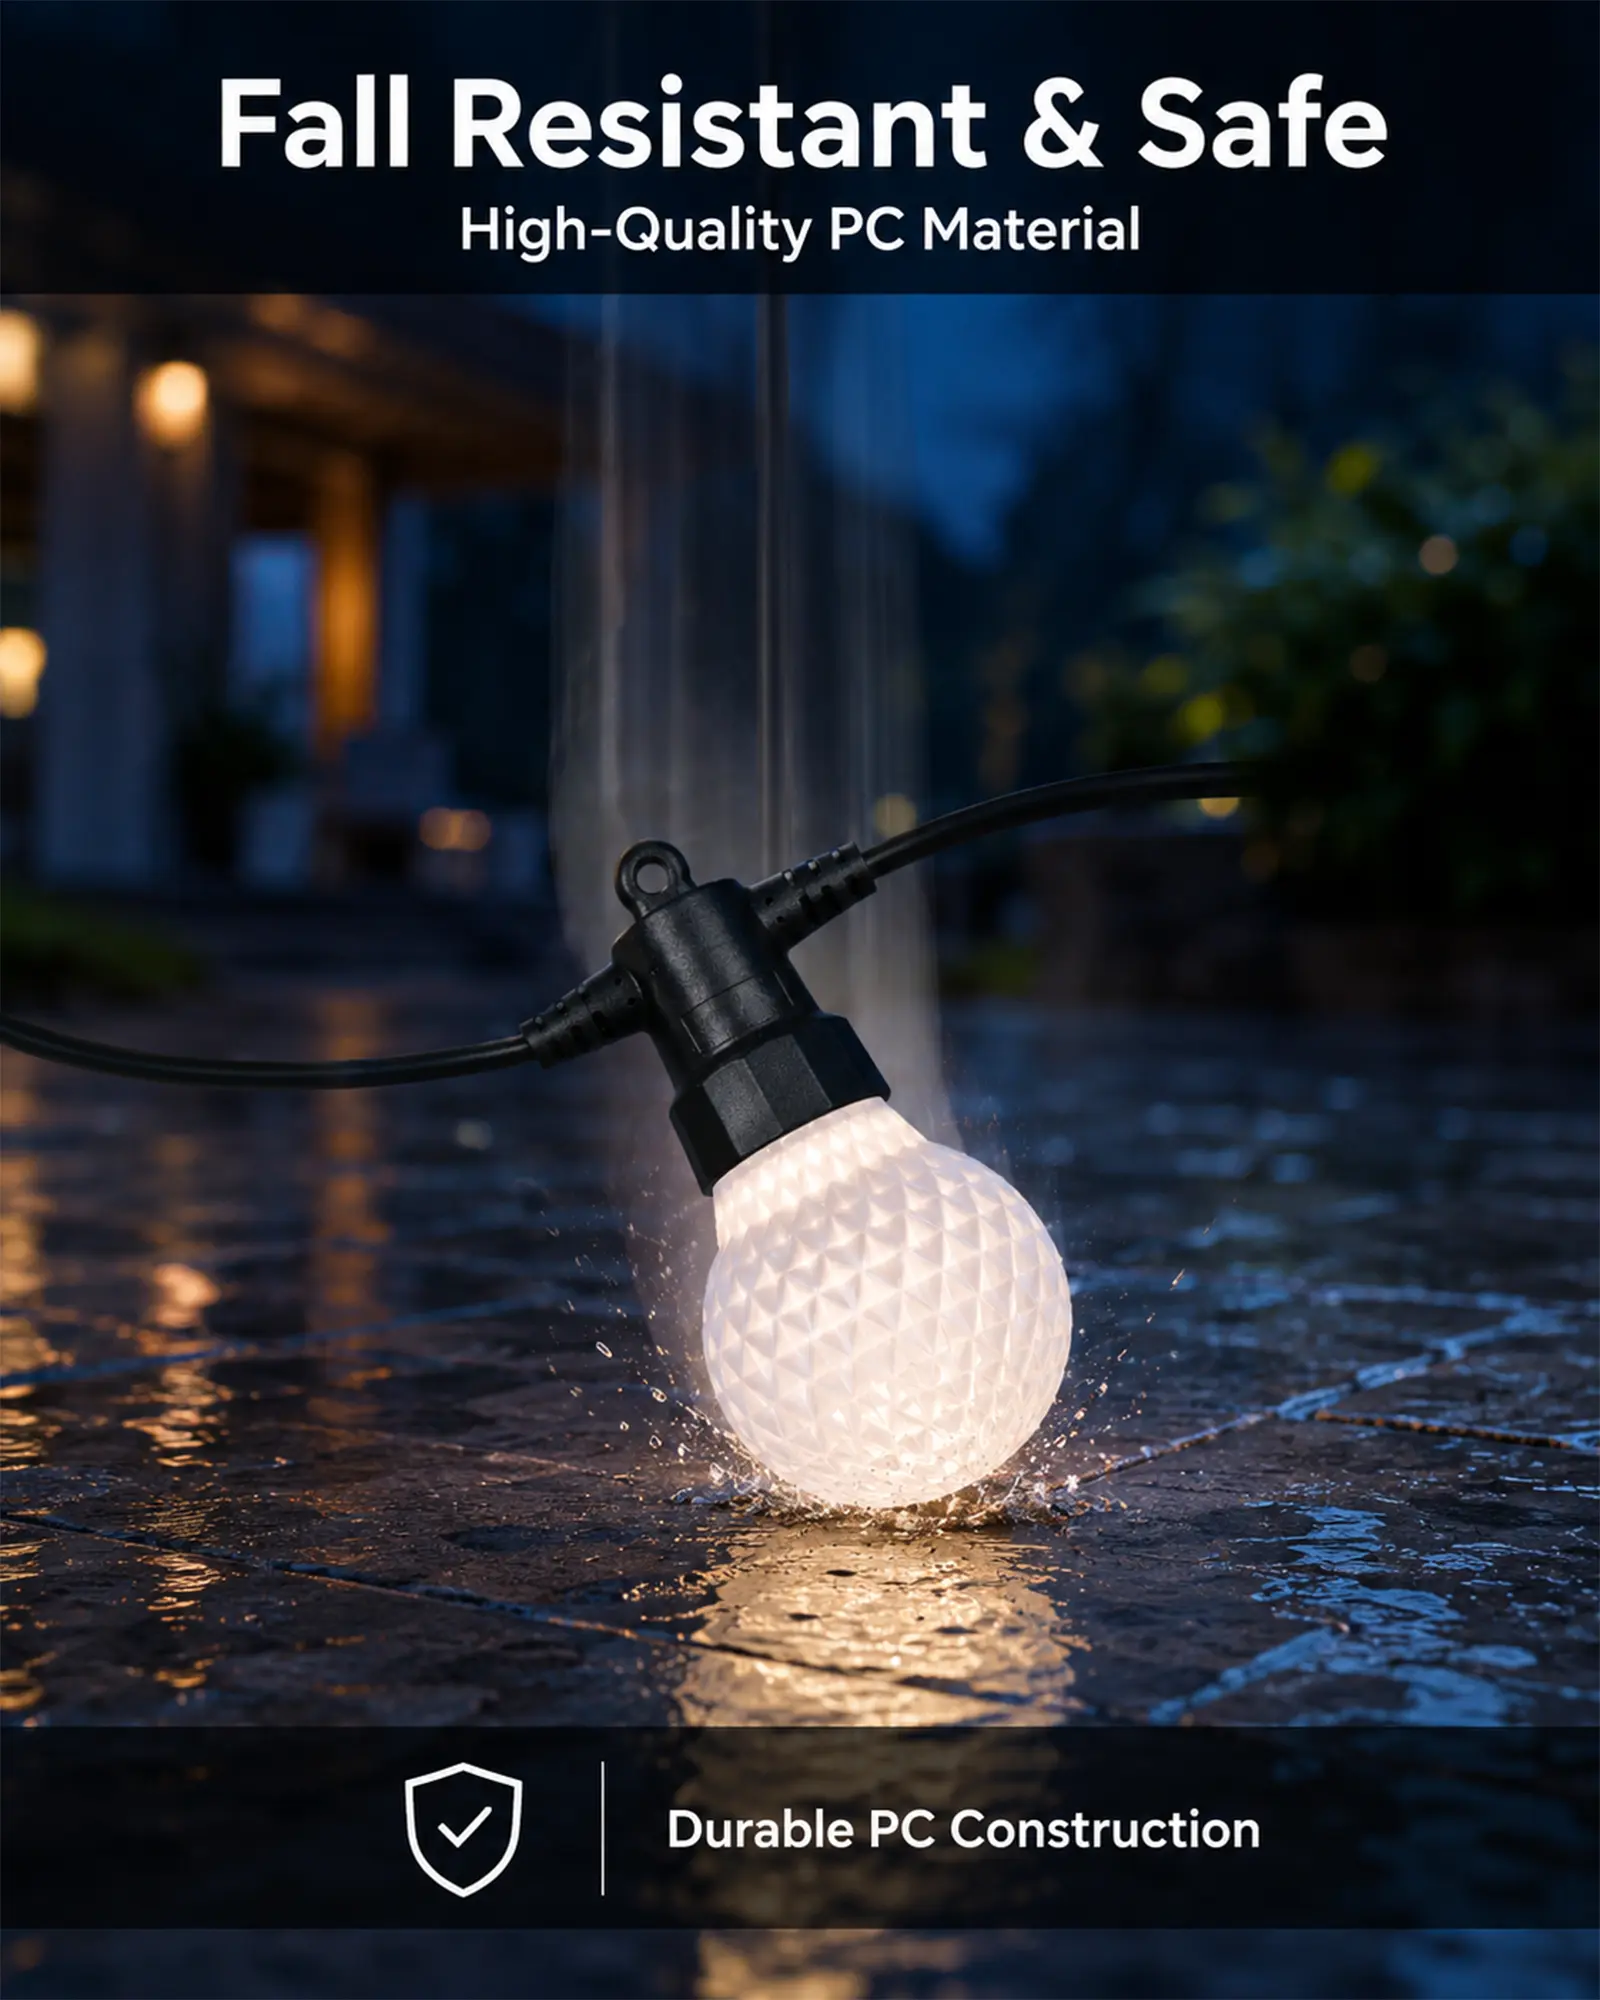 Fall Resistant & Safe
High-Quality PC Material
Durable PC Construction